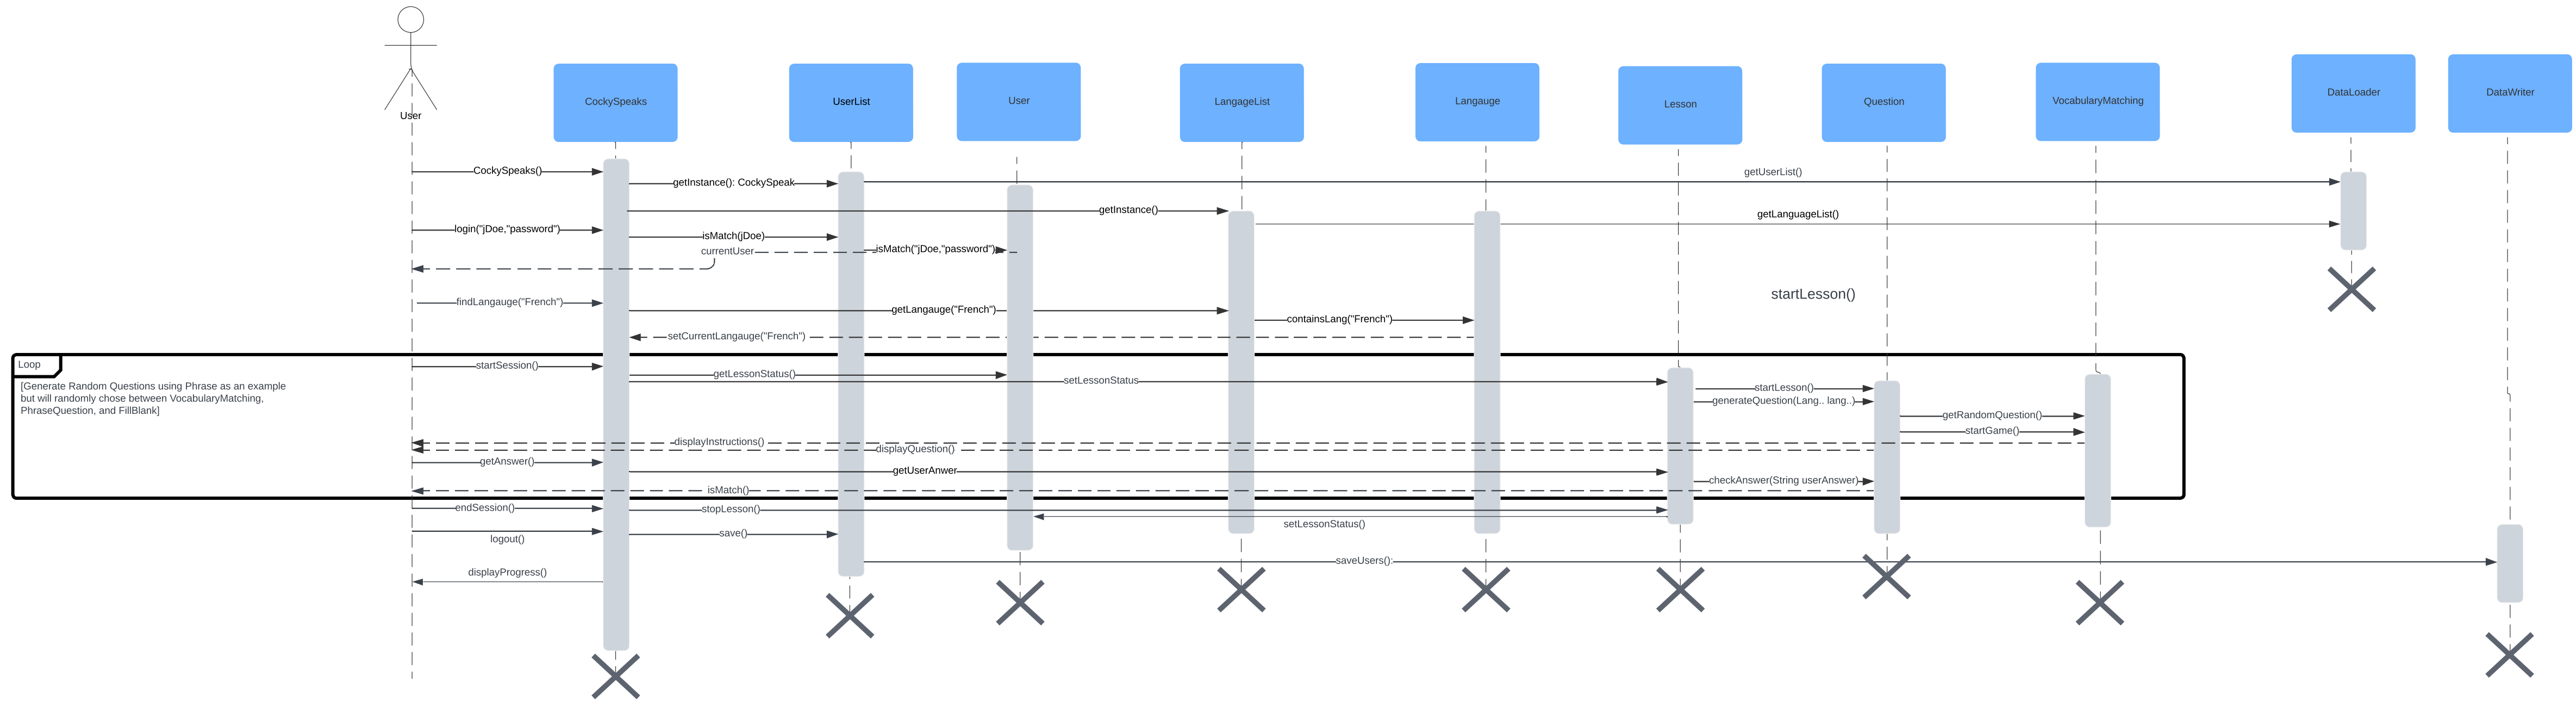 User
CockySpeaks
UserList
User
LangageList
Langauge
Lesson
Question
VocabularyMatching
DataLoader
DataWriter
CockySpeaks()
getInstance(): CockySpeak
getUserList()
getInstance()
getLanguageList()
login("jDoe,"password")
isMatch(jDoe)
isMatch("jDoe,"password")
currentUser
startLesson()
findLangauge("French")
getLangauge("French")
containsLang("French")
setCurrentLangauge("French")
Loop
startSession()
getLessonStatus()
setLessonStatus
[Generate Random Questions using Phrase as an example
but will randomly chose between VocabularyMatching,
PhraseQuestion, and FillBlank]
startLesson()
generateQuestion(Lang.. lang..)
getRandomQuestion()
startGame()
displayInstructions()
displayQuestion()
getAnswer()
getUserAnwer
checkAnswer(String userAnswer)
isMatch()
endSession()
stopLesson()
setLessonStatus()
logout()
save()
saveUsers():
displayProgress()